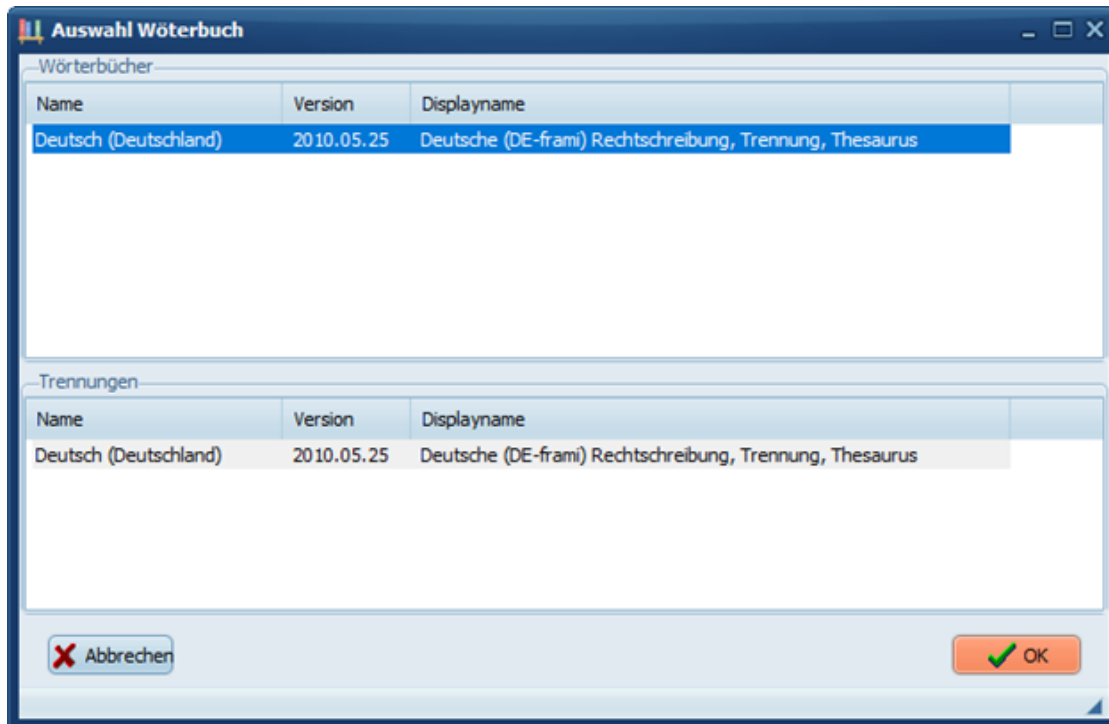 Auswahl Wöterbuch
Wörterbücher
Name Version Displayname
Deutsch (Deutschland) 2010.05.25 Deutsche (DE-frami) Rechtschreibung, Trennung, Thesaurus
Trennungen
Name Version Displayname
Deutsch (Deutschland) 2010.05.25 Deutsche (DE-frami) Rechtschreibung, Trennung, Thesaurus
Abbrechen OK